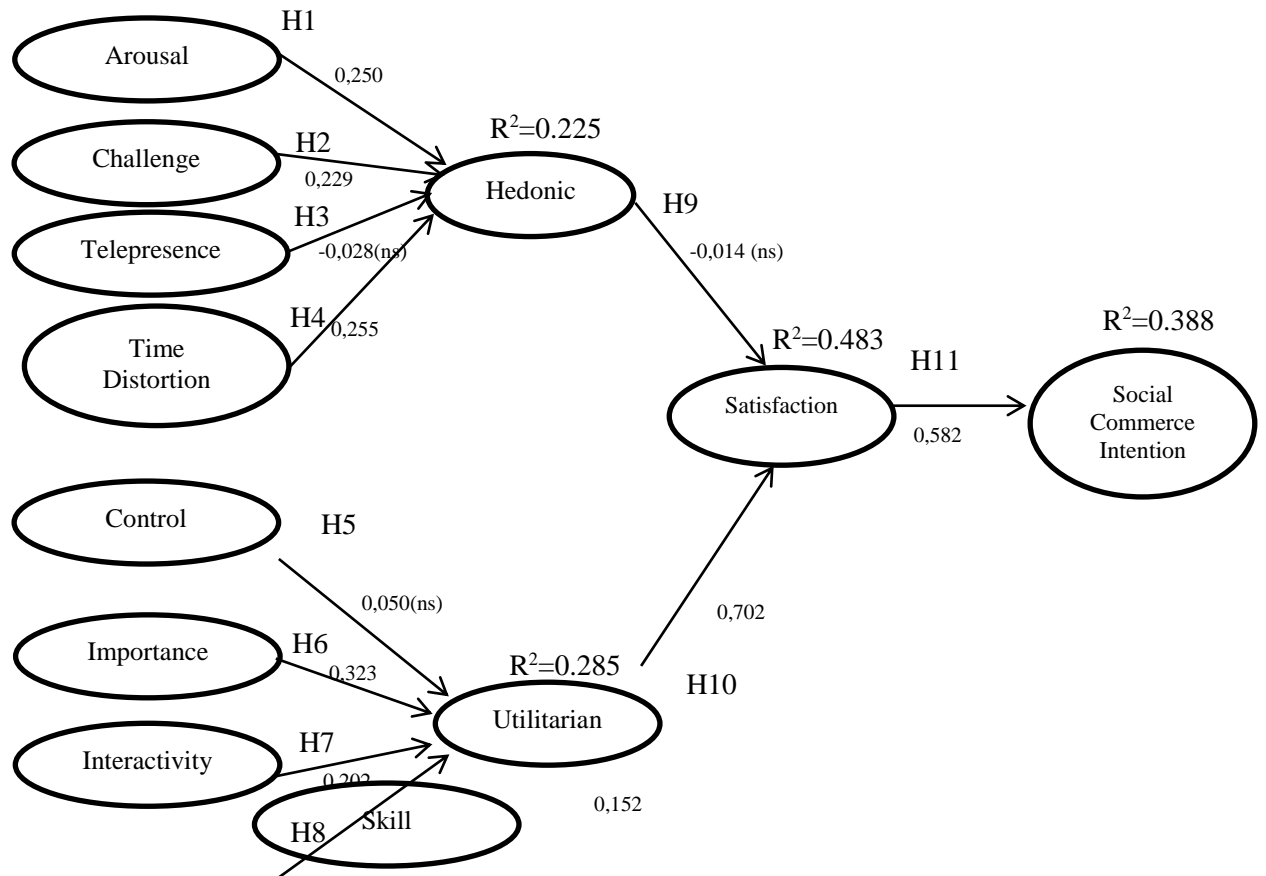 H1
Arousal
0,250
R²=0.225
H2
Challenge
0,229
Hedonic
H9
H3
Telepresence
-0,028(ns)
-0,014 (ns)
H4
0,255
Time
Distortion
R²=0.483
H11
R²=0.388
Satisfaction
0,582
Social
Commerce
Intention
Control
H5
0,050(ns)
0,702
Importance
H6
0,323
R²=0.285
H10
Utilitarian
Interactivity
H7
0,202
0,152
Skill
H8